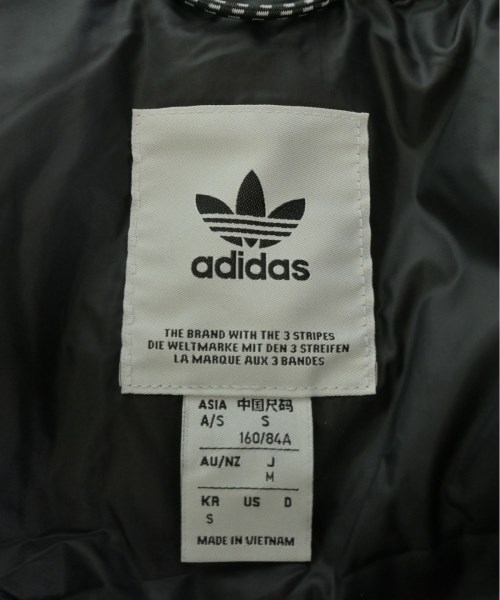 adidas
THE BRAND WITH THE 3 STRIPES
DIE WELTMARKE MIT DEN 3 STREIFEN
LA MARQUE AUX 3 BANDES
ASIA 中国尺码
A/S S
160/84A
AU/NZ J
M
KR US D
S
MADE IN VIETNAM